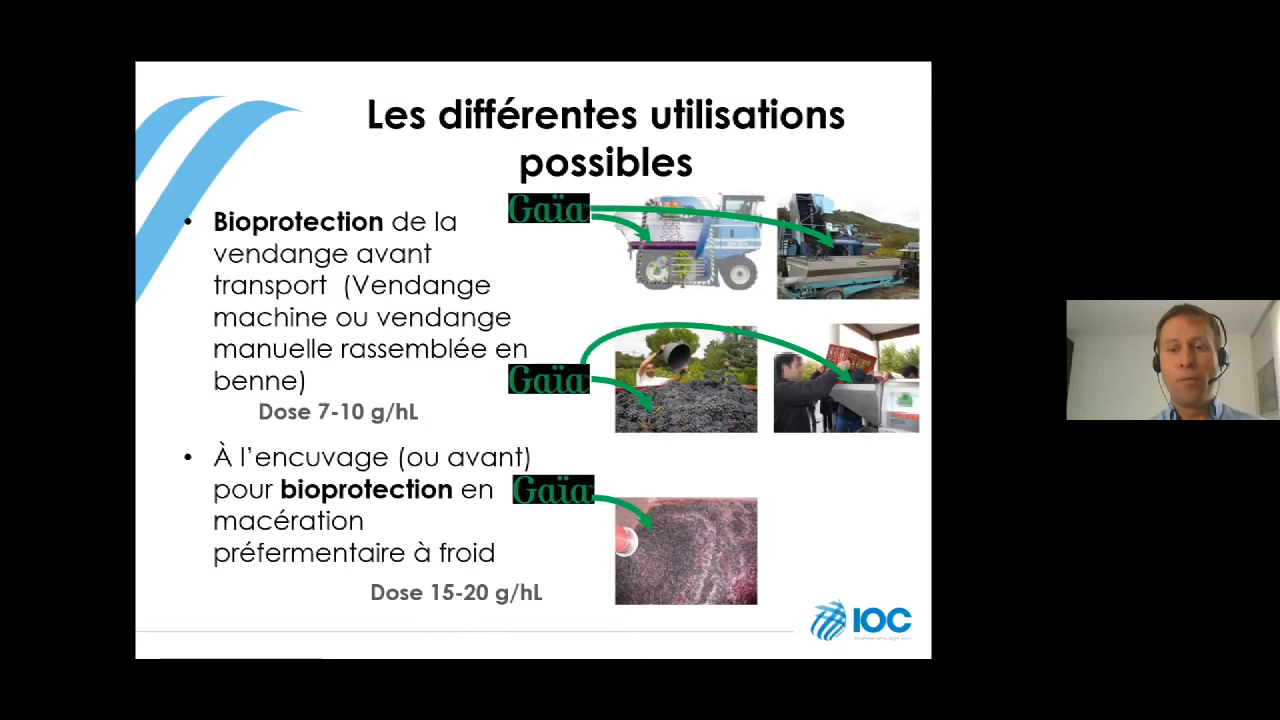 Les différentes utilisations
possibles
• Bioprotection de la
vendange avant
transport (Vendange
machine ou vendange
manuelle rassemblée en
benne)
Dose 7-10 g/hL
Gaïa
Gaïa
• À l'encuvage (ou avant)
pour bioprotection en
macération
préfermentaire à froid
Gaïa
Dose 15-20 g/hL
IOC